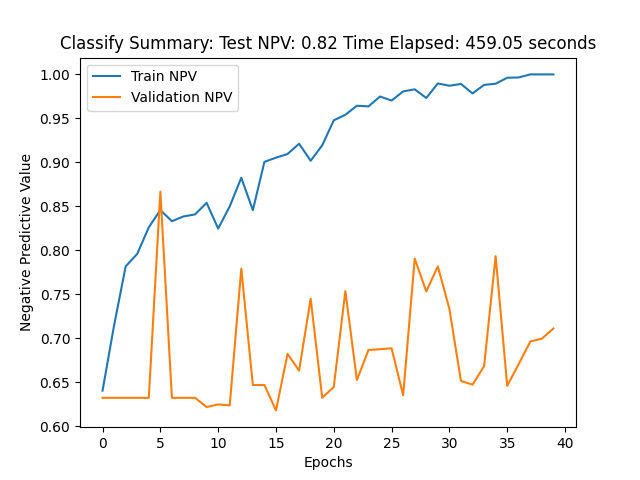 Classify Summary: Test NPV: 0.82 Time Elapsed: 459.05 seconds
Train NPV
Validation NPV
Negative Predictive Value
1.00
0.95
0.90
0.85
0.80
0.75
0.70
0.65
0.60
0 5 10 15 20 25 30 35 40
Epochs